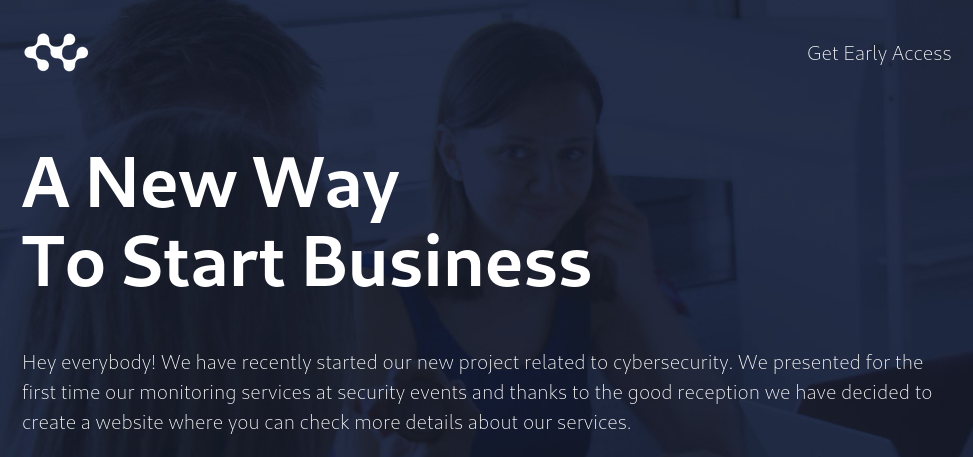 Get Early Access
A New Way
To Start Business
Hey everybody! We have recently started our new project related to cybersecurity. We presented for the
first time our monitoring services at security events and thanks to the good reception we have decided to
create a website where you can check more details about our services.